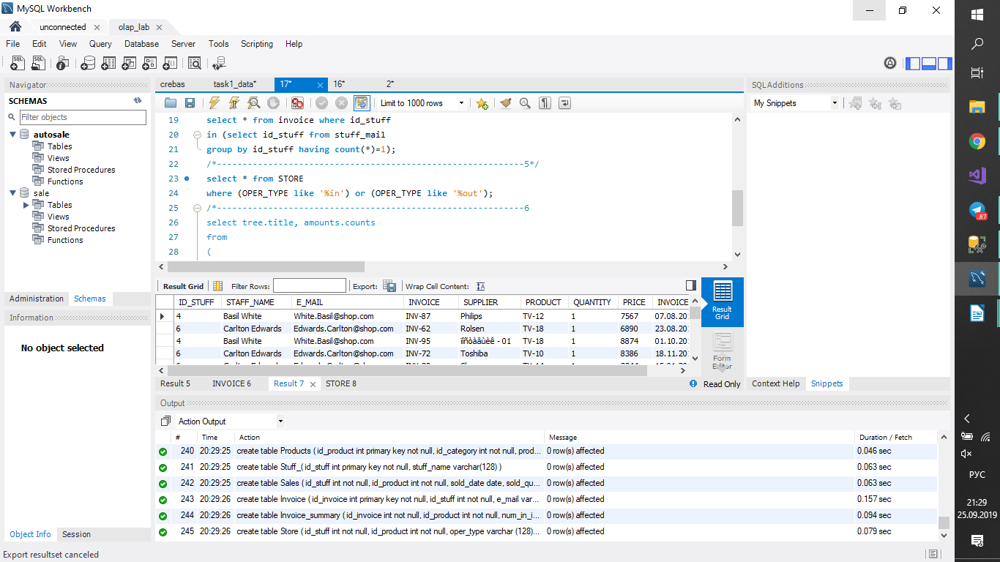 MySQL Workbench
unconnected
olap_lab
File Edit View Query Database Server Tools Scripting Help
Navigator
SCHEMAS
Filter objects
autosale
Tables
Views
Stored Procedures
Functions
sale
Tables
Views
Stored Procedures
Functions
Administration Schemas
Information
No object selected
Object Info Session
Export resultset canceled
crebas task1_data* 17* 16* 2*
Limit to 1000 rows
19 select * from invoice where id_stuff
20 in (select id_stuff from stuff_mail
21 group by id_stuff having count(*)=1);
22 /*------------------------------------------------------------5*/
23 select * from STORE
24 where (OPER_TYPE like '%in') or (OPER_TYPE like '%out');
25 /*------------------------------------------------------------6
26 select tree.title, amounts.counts
27 from
28 (
Result Grid Filter Rows: Export: Wrap Cell Content:
ID_STUFF STAFF_NAME E_MAIL INVOICE SUPPLIER PRODUCT QUANTITY PRICE INVOICE
4 Basil White White.Basil@shop.com INV-87 Philips TV-12 1 7567 07.08.201
6 Carlton Edwards Edwards.Carlton@shop.com INV-62 Rolsen TV-18 1 6890 23.08.201
4 Basil White White.Basil@shop.com INV-95 ïîñòàâùèê - 01 TV-18 1 8874 01.10.201
6 Carlton Edwards Edwards.Carlton@shop.com INV-72 Toshiba TV-10 1 8386 18.11.201
Result Grid
Form Editor
Result 5 INVOICE 6 Result 7 STORE 8
Read Only
SQLAdditions
My Snippets
Context Help Snippets
Output
Action Output
# Time Action Message Duration / Fetch
240 20:29:25 create table Products ( id_product int primary key not null, id_category int not null, prod... 0 row(s) affected 0.046 sec
241 20:29:25 create table Stuff_( id_stuff int primary key not null, stuff_name varchar(128) ) 0 row(s) affected 0.063 sec
242 20:29:25 create table Sales ( id_stuff int not null, id_product int not null, sold_date date, sold_qu... 0 row(s) affected 0.063 sec
243 20:29:26 create table Invoice ( id_invoice int primary key not null, id_stuff int not null, e_mail var... 0 row(s) affected 0.157 sec
244 20:29:26 create table Invoice_summary ( id_invoice int not null, id_product int not null, num_in_i... 0 row(s) affected 0.094 sec
245 20:29:26 create table Store ( id_stuff int not null, id_product int not null, oper_type varchar (128)... 0 row(s) affected 0.079 sec
87
РУС
21:29
25.09.2019